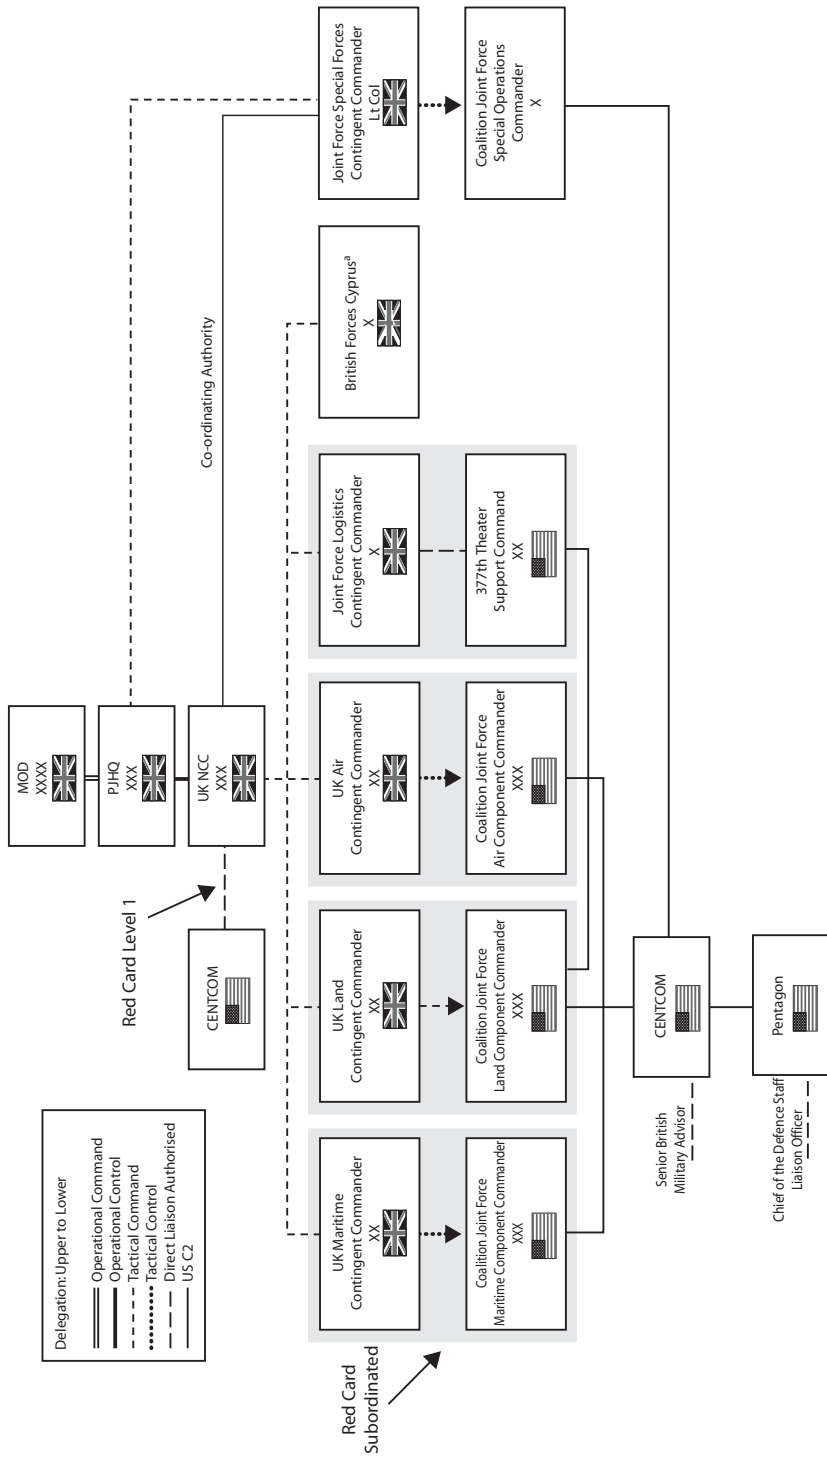 Delegation: Upper to Lower
Operational Command
Operational Control
Tactical Command
Tactical Control
Direct Liaison Authorised
US C2
MOD
XXXX
PJHQ
XXX
UK NCC
XXX
CENTCOM
Red Card Level 1
Co-ordinating Authority
Red Card
Subordinated
UK Maritime
Contingent Commander
XX
UK Land
Contingent Commander
XX
UK Air
Contingent Commander
XX
Joint Force Logistics
Contingent Commander
X
British Forces Cyprusᵃ
X
Joint Force Special Forces
Contingent Commander
Lt Col
Coalition Joint Force
Maritime Component Commander
XXX
Coalition Joint Force
Land Component Commander
XXX
Coalition Joint Force
Air Component Commander
XXX
377th Theater
Support Command
XX
Coalition Joint Force
Special Operations
Commander
X
Senior British
Military Advisor
CENTCOM
Chief of the Defence Staff
Liaison Officer
Pentagon